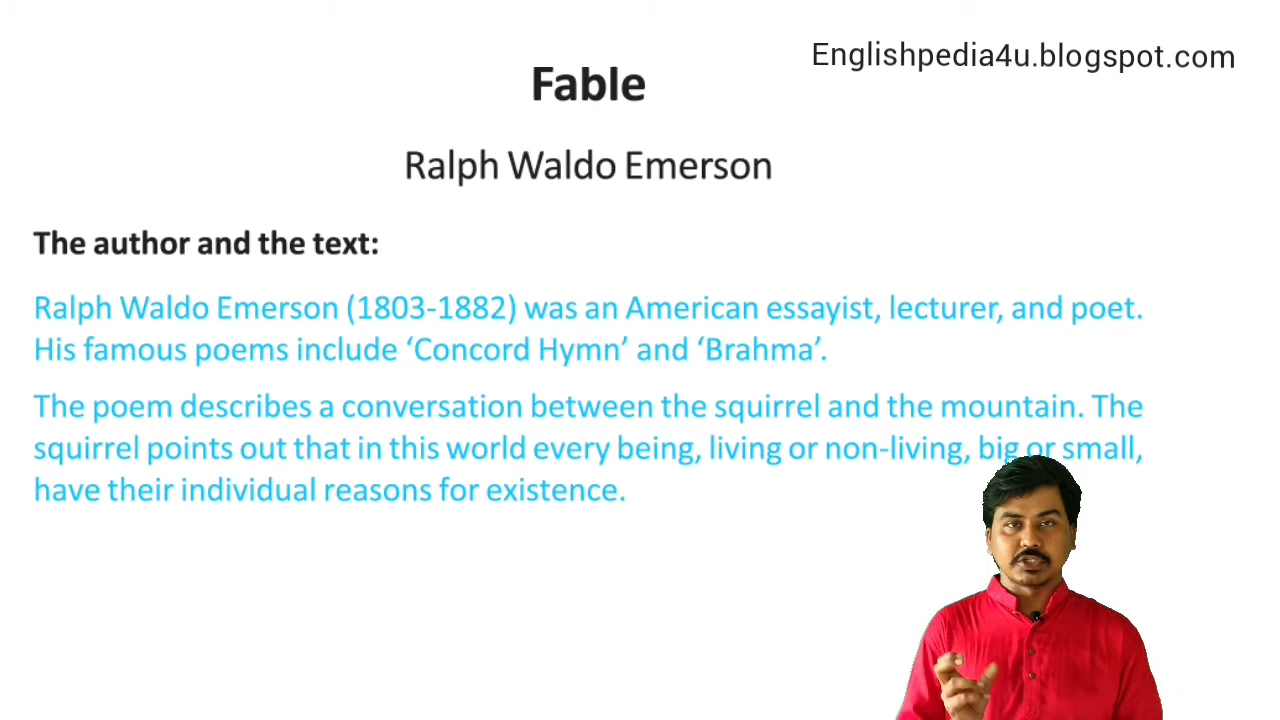 Englishpedia4u.blogspot.com
Fable
Ralph Waldo Emerson
The author and the text:
Ralph Waldo Emerson (1803-1882) was an American essayist, lecturer, and poet.
His famous poems include ‘Concord Hymn’ and ‘Brahma’.
The poem describes a conversation between the squirrel and the mountain. The
squirrel points out that in this world every being, living or non-living, big or small,
have their individual reasons for existence.